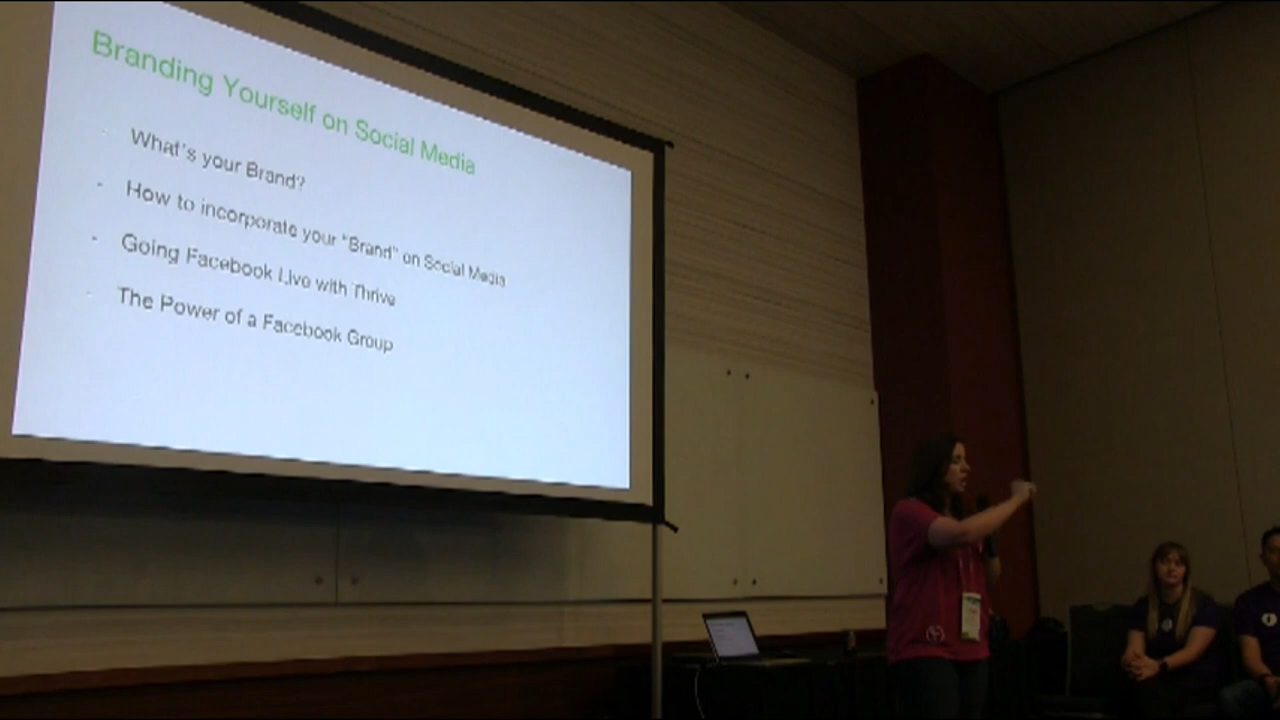 Branding Yourself on Social Media
- What's your Brand?
- How to incorporate your "Brand" on Social Media
- Going Facebook Live with Thrive
- The Power of a Facebook Group